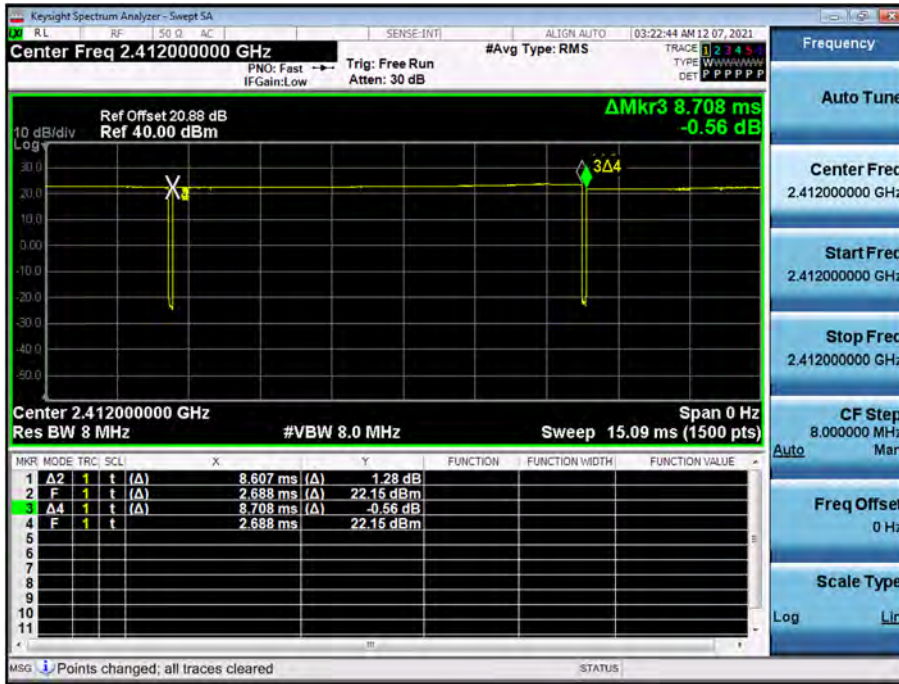 Keysight Spectrum Analyzer - Swept SA
RL RF 50 Ω AC SENSE:INT ALIGN AUTO 03:22:44 AM 12 07, 2021
Center Freq 2.412000000 GHz
#Avg Type: RMS
TRACE 1 2 3 4 5
PNO: Fast
Trig: Free Run
TYPE WWWWWW
IFGain:Low
Atten: 30 dB
DET P P P P P P
Ref Offset 20.88 dB
ΔMkr3 8.708 ms
10 dB/div
Ref 40.00 dBm
-0.56 dB
Log
30.0
3Δ4
20.0
X
10.0
0.00
-10.0
-20.0
-30.0
-40.0
-50.0
Center 2.412000000 GHz
Span 0 Hz
Res BW 8 MHz
#VBW 8.0 MHz
Sweep 15.09 ms (1500 pts)
MKR MODE TRC SCL X Y FUNCTION FUNCTION WIDTH FUNCTION VALUE
1 Δ2 1 t (Δ) 8.607 ms (Δ) 1.28 dB
2 F 1 t 2.688 ms 22.15 dBm
3 Δ4 1 t (Δ) 8.708 ms (Δ) -0.56 dB
4 F 1 t 2.688 ms 22.15 dBm
5
6
7
8
9
10
11
MSG Points changed; all traces cleared
STATUS
Frequency
Auto Tune
Center Freq
2.412000000 GHz
Start Freq
2.412000000 GHz
Stop Freq
2.412000000 GHz
CF Step
8.000000 MHz
Auto Man
Freq Offset
0 Hz
Scale Type
Log Lin